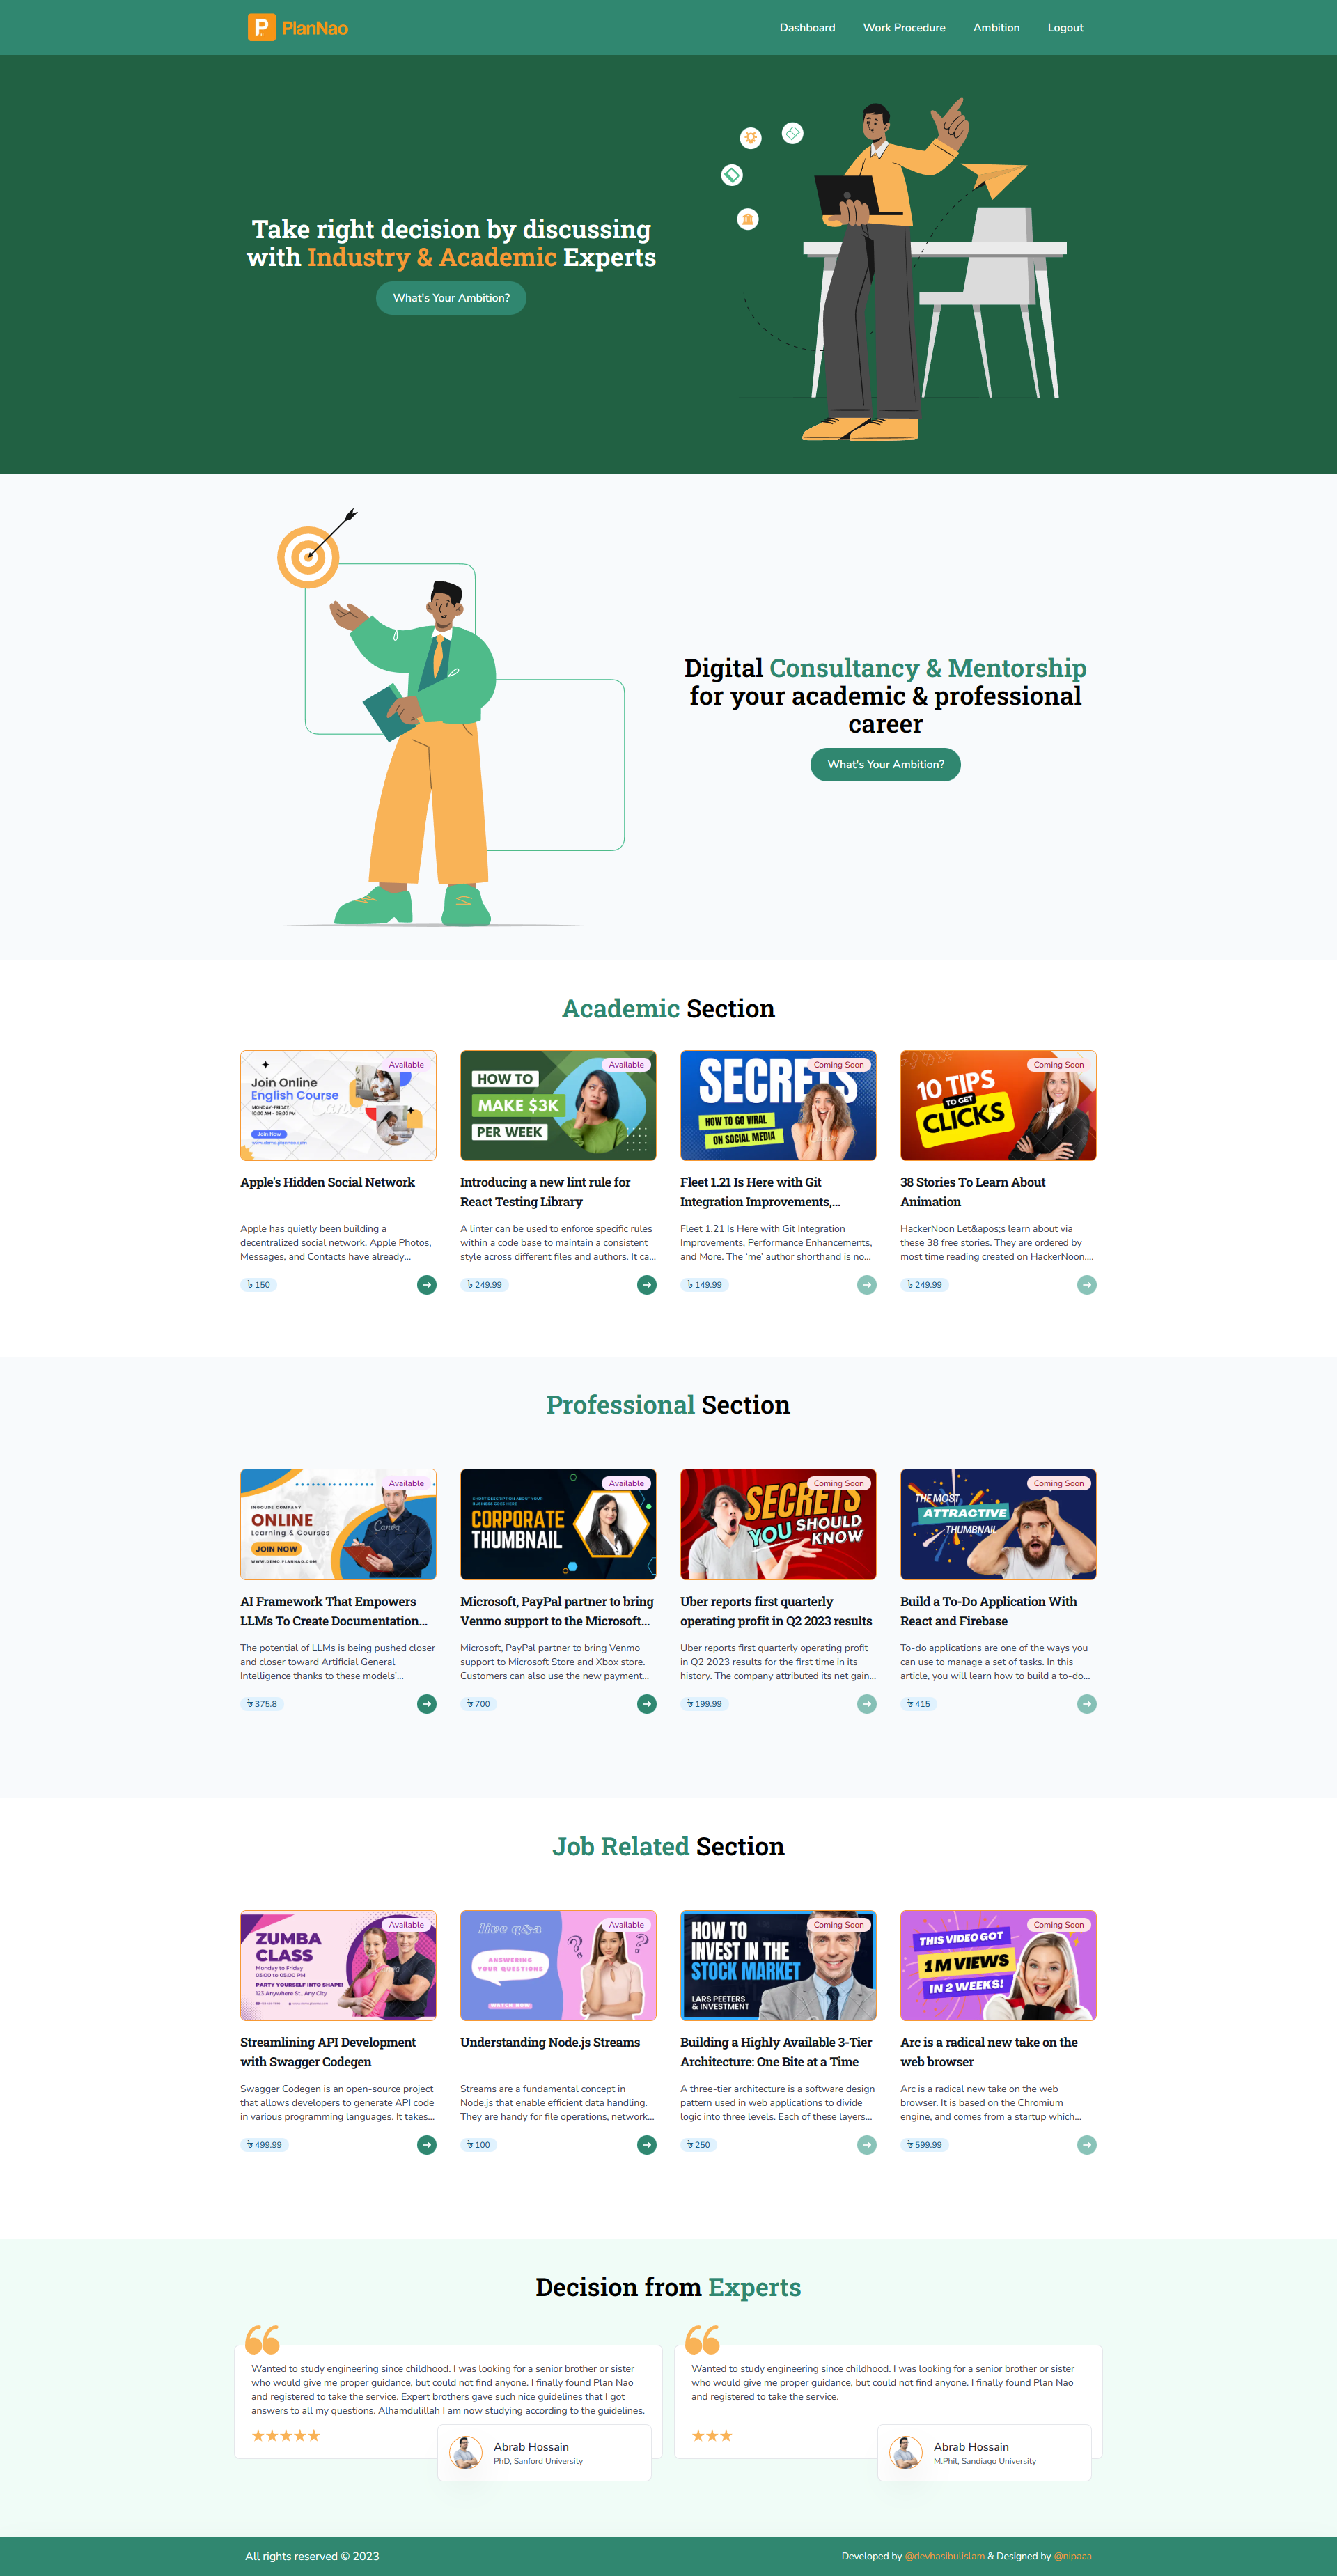 P PlanNao
Dashboard Work Procedure Ambition Logout
Take right decision by discussing
with Industry & Academic Experts
What's Your Ambition?
Digital Consultancy & Mentorship
for your academic & professional
career
What's Your Ambition?
Academic Section
Available
Join Online
English Course
MONDAY-FRIDAY
10:00 AM - 05:00 PM
Join Now
www.demo.plannao.com
Available
HOW TO
MAKE $3K
PER WEEK
Coming Soon
SECRETS
HOW TO GO VIRAL
ON SOCIAL MEDIA
Coming Soon
10 TIPS
TO GET
CLICKS
Apple's Hidden Social Network
Apple has quietly been building a
decentralized social network. Apple Photos,
Messages, and Contacts have already...
৳ 150
Introducing a new lint rule for
React Testing Library
A linter can be used to enforce specific rules
within a code base to maintain a consistent
style across different files and authors. It ca...
৳ 249.99
Fleet 1.21 Is Here with Git
Integration Improvements,...
Fleet 1.21 Is Here with Git Integration
Improvements, Performance Enhancements,
and More. The ‘me’ author shorthand is no...
৳ 149.99
38 Stories To Learn About
Animation
HackerNoon Let&apos;s learn about via
these 38 free stories. They are ordered by
most time reading created on HackerNoon....
৳ 249.99
Professional Section
Available
INGOUDE COMPANY
ONLINE
Learning & Courses
JOIN NOW
WWW.DEMO.PLANNAO.COM
Canva
Available
SHORT DESCRIPTION ABOUT YOUR
BUSINESS GOES HERE
CORPORATE
THUMBNAIL
Coming Soon
SECRETS
YOU SHOULD
KNOW
Coming Soon
THE MOST
ATTRACTIVE
THUMBNAIL
AI Framework That Empowers
LLMs To Create Documentation...
The potential of LLMs is being pushed closer
and closer toward Artificial General
Intelligence thanks to these models’...
৳ 375.8
Microsoft, PayPal partner to bring
Venmo support to the Microsoft...
Microsoft, PayPal partner to bring Venmo
support to Microsoft Store and Xbox store.
Customers can also use the new payment...
৳ 700
Uber reports first quarterly
operating profit in Q2 2023 results
Uber reports first quarterly operating profit
in Q2 2023 results for the first time in its
history. The company attributed its net gain...
৳ 199.99
Build a To-Do Application With
React and Firebase
To-do applications are one of the ways you
can use to manage a set of tasks. In this
article, you will learn how to build a to-do...
৳ 415
Job Related Section
Available
ZUMBA
CLASS
Monday to Friday
03:00 to 05:00 PM
PARTY YOURSELF INTO SHAPE!
123 Anywhere St., Any City
Available
live q&a
ANSWERING
YOUR QUESTIONS
WATCH NOW
Coming Soon
HOW TO
INVEST IN THE
STOCK MARKET
LARS PEETERS
& INVESTMENT
Coming Soon
THIS VIDEO GOT
1 M VIEWS
IN 2 WEEKS!
Streamlining API Development
with Swagger Codegen
Swagger Codegen is an open-source project
that allows developers to generate API code
in various programming languages. It takes...
৳ 499.99
Understanding Node.js Streams
Streams are a fundamental concept in
Node.js that enable efficient data handling.
They are handy for file operations, network...
৳ 100
Building a Highly Available 3-Tier
Architecture: One Bite at a Time
A three-tier architecture is a software design
pattern used in web applications to divide
logic into three levels. Each of these layers...
৳ 250
Arc is a radical new take on the
web browser
Arc is a radical new take on the web
browser. It is based on the Chromium
engine, and comes from a startup which...
৳ 599.99
Decision from Experts
Wanted to study engineering since childhood. I was looking for a senior brother or sister
who would give me proper guidance, but could not find anyone. I finally found Plan Nao
and registered to take the service. Expert brothers gave such nice guidelines that I got
answers to all my questions. Alhamdulillah I am now studying according to the guidelines.
Abrab Hossain
PhD, Sanford University
Wanted to study engineering since childhood. I was looking for a senior brother or sister
who would give me proper guidance, but could not find anyone. I finally found Plan Nao
and registered to take the service.
Abrab Hossain
M.Phil, Sandiago University
All rights reserved © 2023
Developed by @devhasibulislam & Designed by @nipaaa